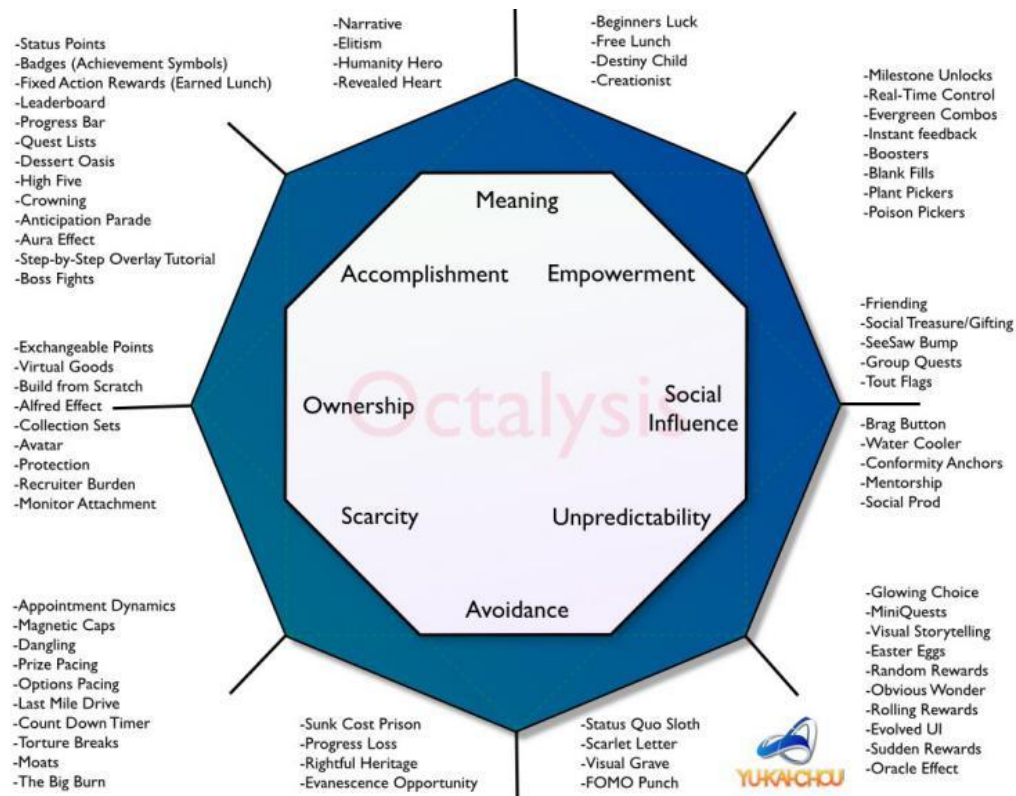 -Narrative
-Elitism
-Humanity Hero
-Revealed Heart
-Beginners Luck
-Free Lunch
-Destiny Child
-Creationist
-Status Points
-Badges (Achievement Symbols)
-Fixed Action Rewards (Earned Lunch)
-Leaderboard
-Progress Bar
-Quest Lists
-Dessert Oasis
-High Five
-Crowning
-Anticipation Parade
-Aura Effect
-Step-by-Step Overlay Tutorial
-Boss Fights
-Milestone Unlocks
-Real-Time Control
-Evergreen Combos
-Instant feedback
-Boosters
-Blank Fills
-Plant Pickers
-Poison Pickers
Meaning
Accomplishment
Empowerment
Ownership
Octalysis
Social
Influence
Scarcity
Unpredictability
Avoidance
-Exchangeable Points
-Virtual Goods
-Build from Scratch
-Alfred Effect
-Collection Sets
-Avatar
-Protection
-Recruiter Burden
-Monitor Attachment
-Friending
-Social Treasure/Gifting
-SeeSaw Bump
-Group Quests
-Tout Flags
-Brag Button
-Water Cooler
-Conformity Anchors
-Mentorship
-Social Prod
-Appointment Dynamics
-Magnetic Caps
-Dangling
-Prize Pacing
-Options Pacing
-Last Mile Drive
-Count Down Timer
-Torture Breaks
-Moats
-The Big Burn
-Sunk Cost Prison
-Progress Loss
-Rightful Heritage
-Evanescence Opportunity
-Status Quo Sloth
-Scarlet Letter
-Visual Grave
-FOMO Punch
-Glowing Choice
-MiniQuests
-Visual Storytelling
-Easter Eggs
-Random Rewards
-Obvious Wonder
-Rolling Rewards
-Evolved UI
-Sudden Rewards
-Oracle Effect
YU-KAI-CHOU